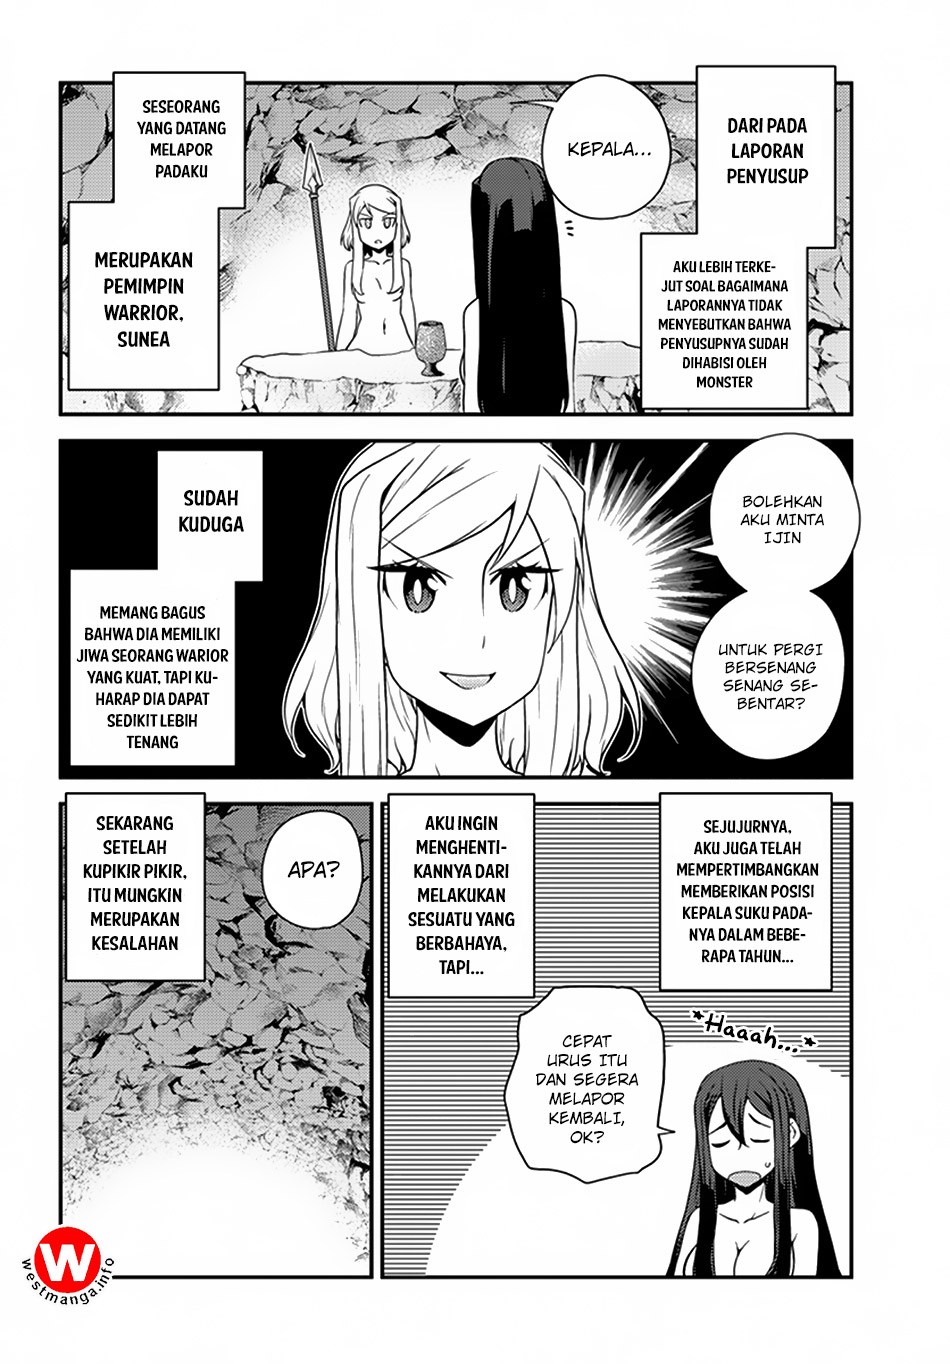 DARI PADA
LAPORAN
PENYUSUP
AKU LEBIH TERKE-
JUT SOAL BAGAIMANA
LAPORANNYA TIDAK
MENYEBUTKAN BAHWA
PENYUSUPNYA SUDAH
DIHABISI OLEH
MONSTER
KEPALA...
SESEORANG
YANG DATANG
MELAPOR
PADAKU
MERUPAKAN
PEMIMPIN
WARRIOR,
SUNEA
BOLEHKAN
AKU MINTA
IJIN
UNTUK PERGI
BERSENANG
SENANG SE-
BENTAR?
SUDAH
KUDUGA
MEMANG BAGUS
BAHWA DIA MEMILIKI
JIWA SEORANG WARIOR
YANG KUAT, TAPI KU-
HARAP DIA DAPAT
SEDIKIT LEBIH
TENANG
SEJUJURNYA,
AKU JUGA TELAH
MEMPERTIMBANGKAN
MEMBERIKAN POSISI
KEPALA SUKU PADA-
NYA DALAM BEBE-
RAPA TAHUN...
*Haaah...*
AKU INGIN
MENGHENTI-
KANNYA DARI
MELAKUKAN
SESUATU YANG
BERBAHAYA,
TAPI...
CEPAT
URUS ITU
DAN SEGERA
MELAPOR
KEMBALI,
OK?
APA?
SEKARANG
SETELAH
KUPIKIR PIKIR,
ITU MUNGKIN
MERUPAKAN
KESALAHAN
W
westmanga.info